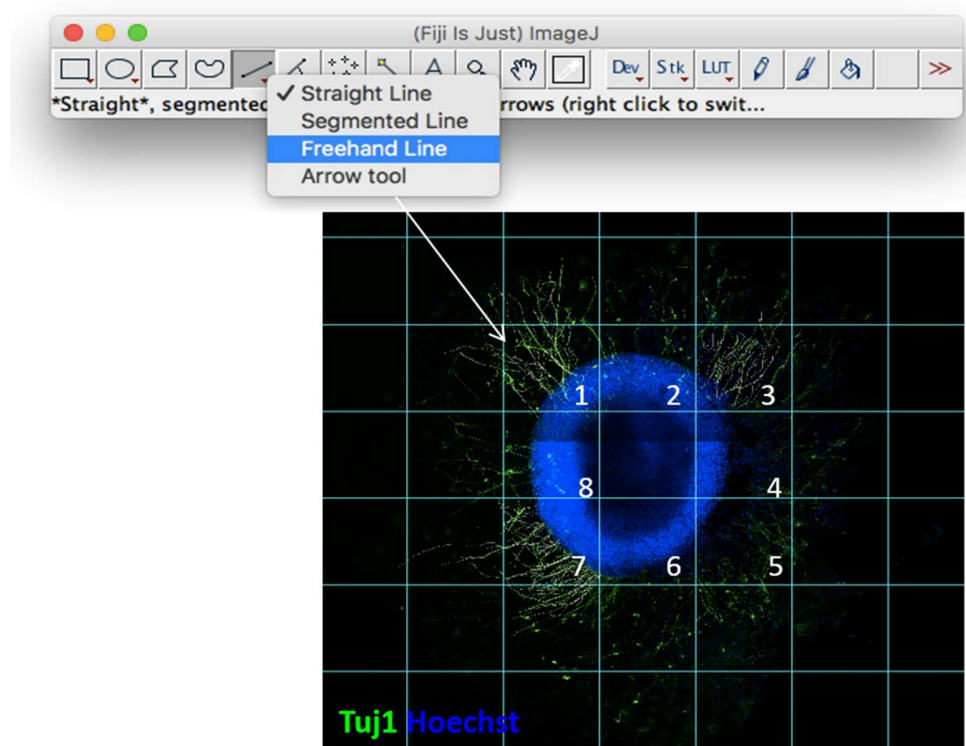 (Fiji Is Just) ImageJ
A Dev Stk LUT >>
*Straight*, segmented rrows (right click to swit...
✓ Straight Line
Segmented Line
Freehand Line
Arrow tool
1 2 3
8 4
7 6 5
Tuj1 Hoechst